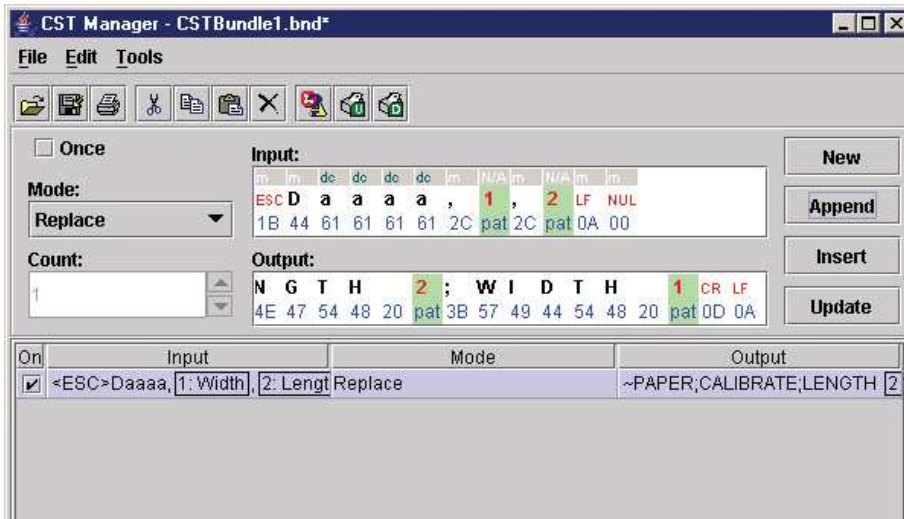 CST Manager - CSTBundle1.bnd*
File Edit Tools
Once
Input:
New
m m dc dc dc dc m N/A m N/A m m
Mode:
ESC D a a a a , 1 , 2 LF NUL
Replace
1B 44 61 61 61 61 2C pat 2C pat 0A 00
Append
Count:
Output:
Insert
1
N G T H 2 ; W I D T H 1 CR LF
4E 47 54 48 20 pat 3B 57 49 44 54 48 20 pat 0D 0A
Update
On Input Mode Output
<ESC>Daaaa, 1: Width , 2: Lengt Replace ~PAPER;CALIBRATE;LENGTH 2